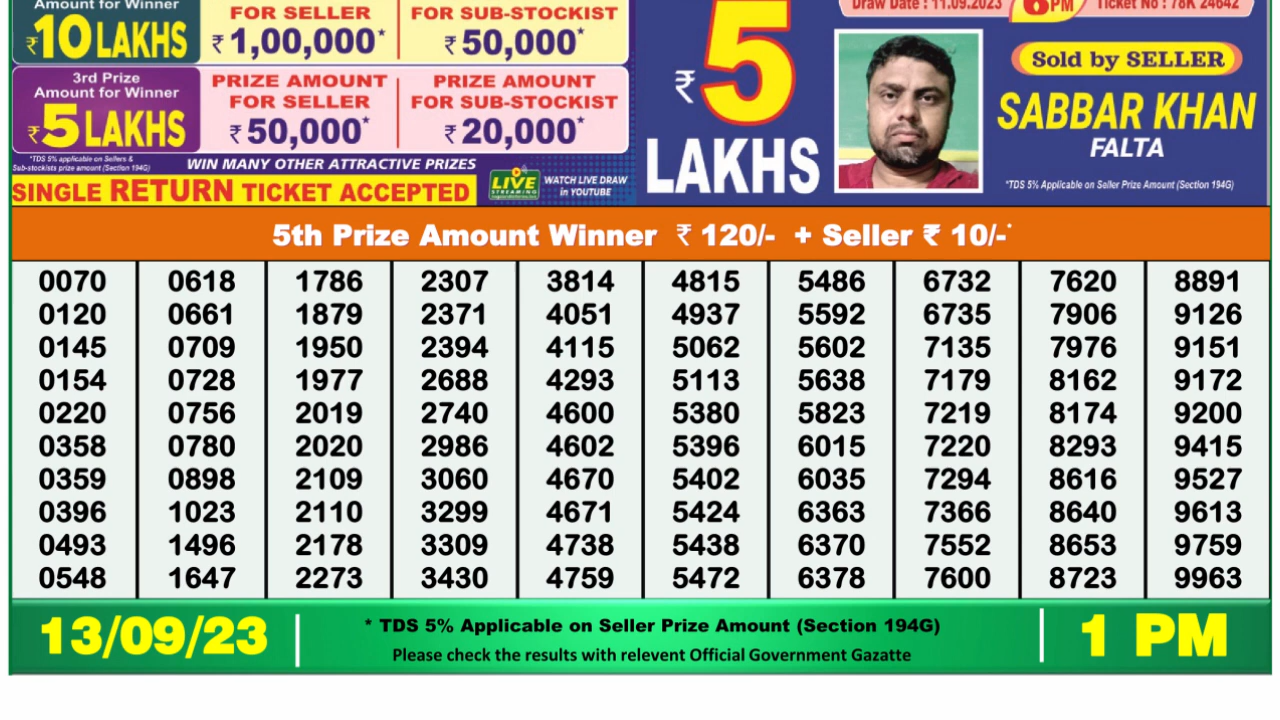 Amount for Winner
₹10 LAKHS
FOR SELLER
₹1,00,000*
FOR SUB-STOCKIST
₹50,000*
3rd Prize
Amount for Winner
₹5 LAKHS
PRIZE AMOUNT
FOR SELLER
₹50,000*
PRIZE AMOUNT
FOR SUB-STOCKIST
₹20,000*
*TDS 5% applicable on Sellers &
Sub-stockists prize amount (Section 194G)
WIN MANY OTHER ATTRACTIVE PRIZES
SINGLE RETURN TICKET ACCEPTED
LIVE
STREAMING
WATCH LIVE DRAW
in YOUTUBE
₹5
LAKHS
Draw Date : 11.09.2023 6PM Ticket No : 78K 24642
Sold by SELLER
SABBAR KHAN
FALTA
*TDS 5% Applicable on Seller Prize Amount (Section 194G)
5th Prize Amount Winner ₹ 120/- + Seller ₹ 10/-*
0070 0618 1786 2307 3814 4815 5486 6732 7620 8891
0120 0661 1879 2371 4051 4937 5592 6735 7906 9126
0145 0709 1950 2394 4115 5062 5602 7135 7976 9151
0154 0728 1977 2688 4293 5113 5638 7179 8162 9172
0220 0756 2019 2740 4600 5380 5823 7219 8174 9200
0358 0780 2020 2986 4602 5396 6015 7220 8293 9415
0359 0898 2109 3060 4670 5402 6035 7294 8616 9527
0396 1023 2110 3299 4671 5424 6363 7366 8640 9613
0493 1496 2178 3309 4738 5438 6370 7552 8653 9759
0548 1647 2273 3430 4759 5472 6378 7600 8723 9963
13/09/23
* TDS 5% Applicable on Seller Prize Amount (Section 194G)
Please check the results with relevent Official Government Gazatte
1 PM